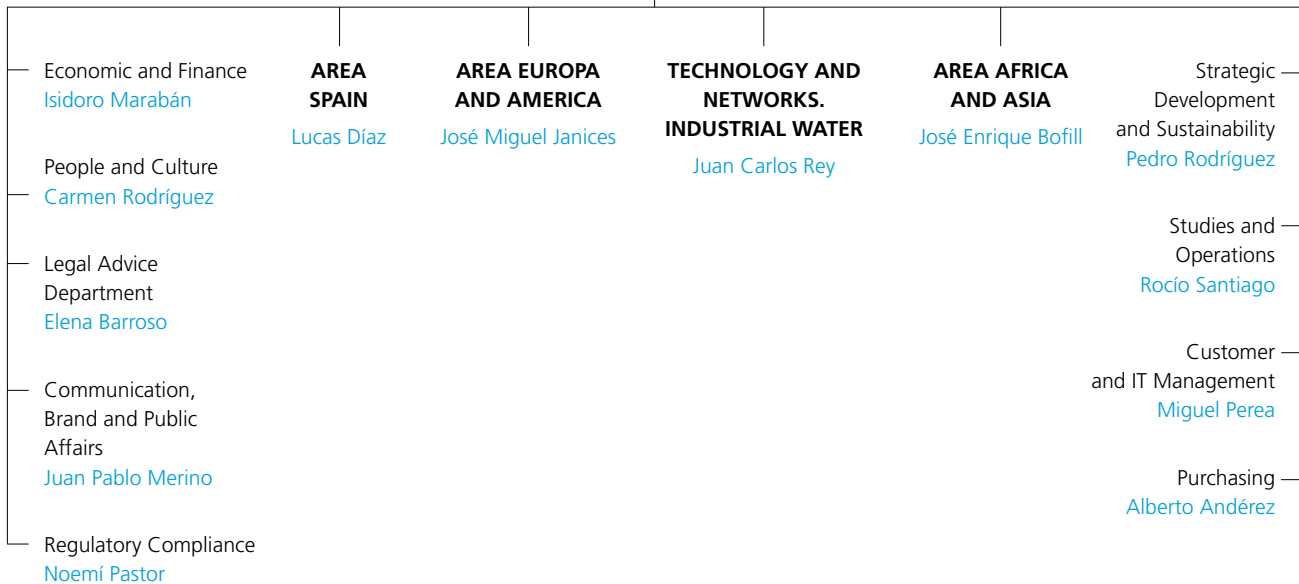 Economic and Finance
Isidoro Marabán
People and Culture
Carmen Rodríguez
Legal Advice
Department
Elena Barroso
Communication,
Brand and Public
Affairs
Juan Pablo Merino
Regulatory Compliance
Noemí Pastor
AREA
SPAIN
Lucas Díaz
AREA EUROPA
AND AMERICA
José Miguel Janices
TECHNOLOGY AND
NETWORKS.
INDUSTRIAL WATER
Juan Carlos Rey
AREA AFRICA
AND ASIA
José Enrique Bofill
Strategic
Development
and Sustainability
Pedro Rodríguez
Studies and
Operations
Rocío Santiago
Customer
and IT Management
Miguel Perea
Purchasing
Alberto Andérez